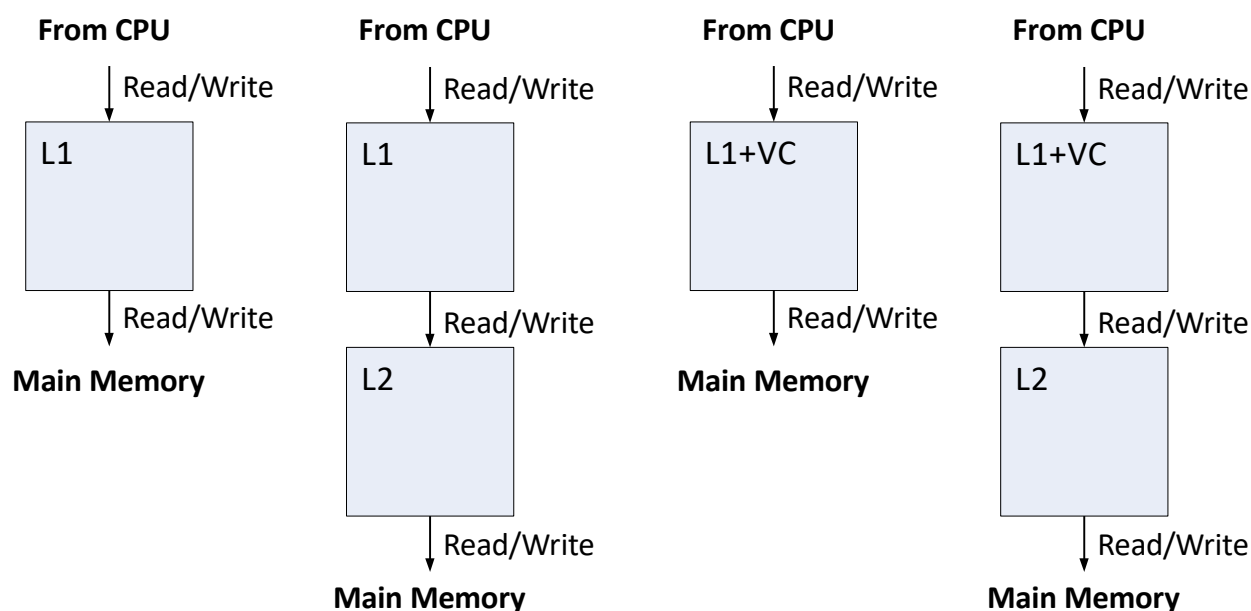 From CPU
Read/Write
L1
Read/Write
Main Memory
From CPU
Read/Write
L1
Read/Write
L2
Read/Write
Main Memory
From CPU
Read/Write
L1+VC
Read/Write
Main Memory
From CPU
Read/Write
L1+VC
Read/Write
L2
Read/Write
Main Memory